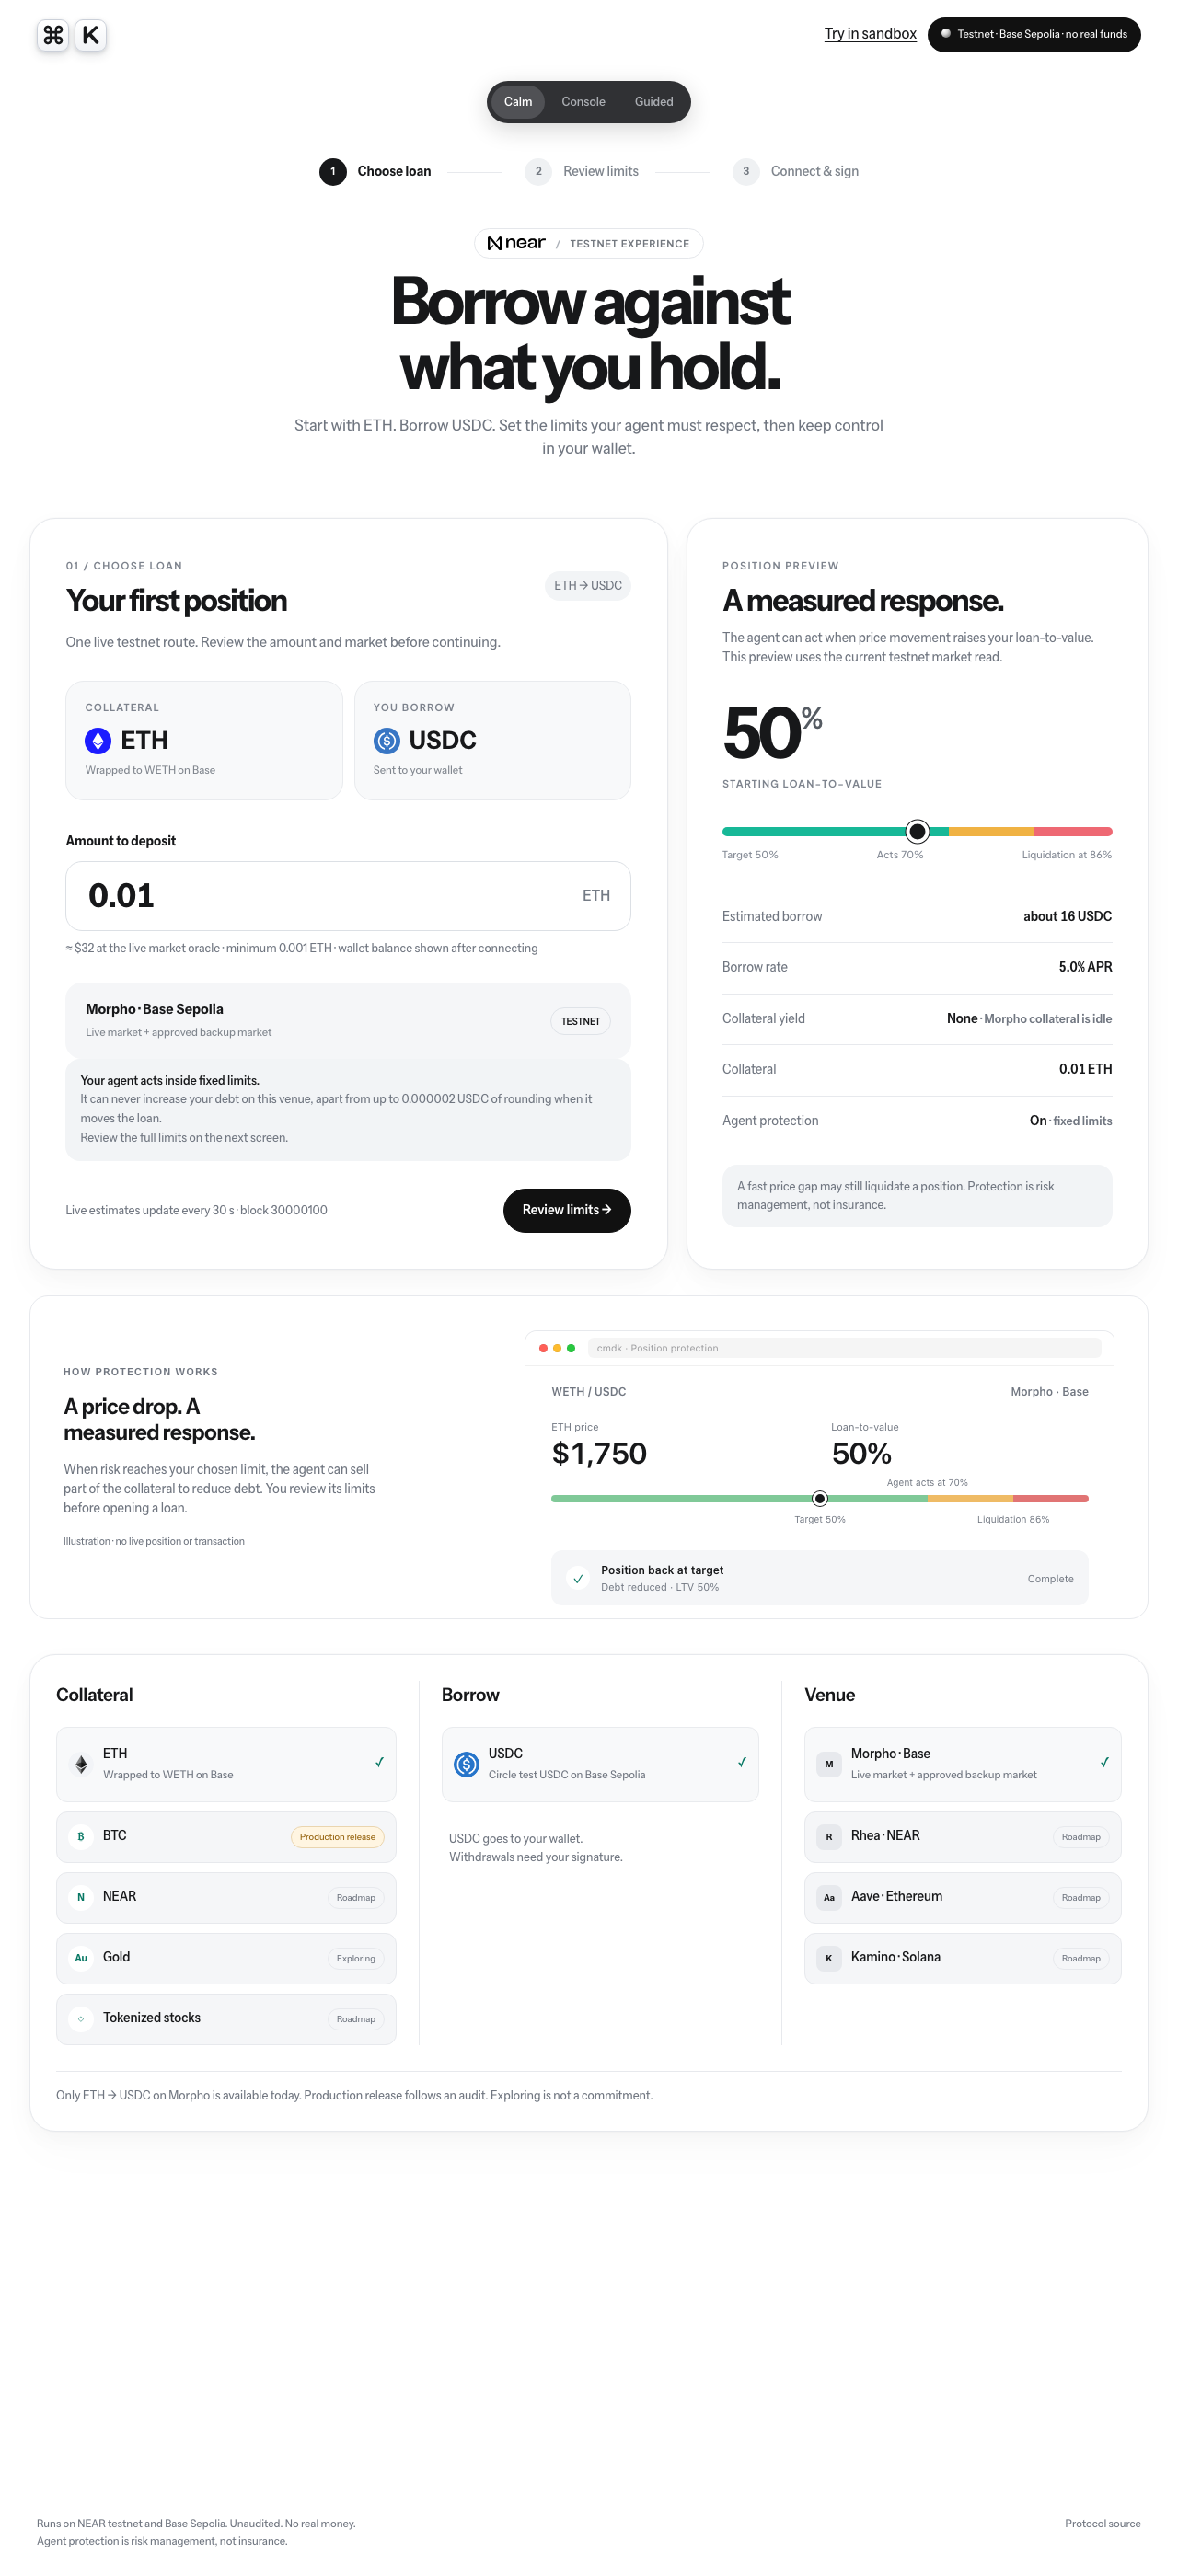 ⌘ K
Try in sandbox
Testnet · Base Sepolia · no real funds
Calm
Console
Guided
1 Choose loan
2 Review limits
3 Connect & sign
near / TESTNET EXPERIENCE
Borrow against
what you hold.
Start with ETH. Borrow USDC. Set the limits your agent must respect, then keep control
in your wallet.
01 / CHOOSE LOAN
Your first position
ETH → USDC
One live testnet route. Review the amount and market before continuing.
COLLATERAL
ETH
Wrapped to WETH on Base
YOU BORROW
USDC
Sent to your wallet
Amount to deposit
0.01 ETH
≈ $32 at the live market oracle · minimum 0.001 ETH · wallet balance shown after connecting
Morpho · Base Sepolia
Live market + approved backup market
TESTNET
Your agent acts inside fixed limits.
It can never increase your debt on this venue, apart from up to 0.000002 USDC of rounding when it
moves the loan.
Review the full limits on the next screen.
Live estimates update every 30 s · block 30000100
Review limits →
POSITION PREVIEW
A measured response.
The agent can act when price movement raises your loan-to-value.
This preview uses the current testnet market read.
50%
STARTING LOAN-TO-VALUE
Target 50%
Acts 70%
Liquidation at 86%
Estimated borrow about 16 USDC
Borrow rate 5.0% APR
Collateral yield None · Morpho collateral is idle
Collateral 0.01 ETH
Agent protection On · fixed limits
A fast price gap may still liquidate a position. Protection is risk
management, not insurance.
HOW PROTECTION WORKS
A price drop. A
measured response.
When risk reaches your chosen limit, the agent can sell
part of the collateral to reduce debt. You review its limits
before opening a loan.
Illustration · no live position or transaction
cmdk · Position protection
WETH / USDC
Morpho · Base
ETH price
$1,750
Loan-to-value
50%
Agent acts at 70%
Target 50%
Liquidation 86%
Position back at target
Debt reduced · LTV 50%
Complete
Collateral
ETH
Wrapped to WETH on Base
✓
₿ BTC Production release
N NEAR Roadmap
Au Gold Exploring
Tokenized stocks Roadmap
Borrow
USDC
Circle test USDC on Base Sepolia
✓
USDC goes to your wallet.
Withdrawals need your signature.
Venue
M Morpho · Base
Live market + approved backup market
✓
R Rhea · NEAR Roadmap
Aa Aave · Ethereum Roadmap
K Kamino · Solana Roadmap
Only ETH → USDC on Morpho is available today. Production release follows an audit. Exploring is not a commitment.
Runs on NEAR testnet and Base Sepolia. Unaudited. No real money.
Agent protection is risk management, not insurance.
Protocol source